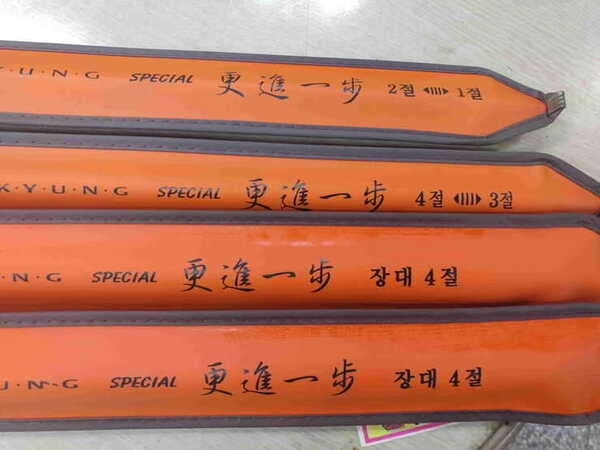 K·Y·U·N·G SPECIAL 更進一步 2절 ◀||||▶ 1절
K·Y·U·N·G SPECIAL 更進一步 4절 ◀||||▶ 3절
N·G SPECIAL 更進一步 장대 4절
U·N·G SPECIAL 更進一步 장대 4절